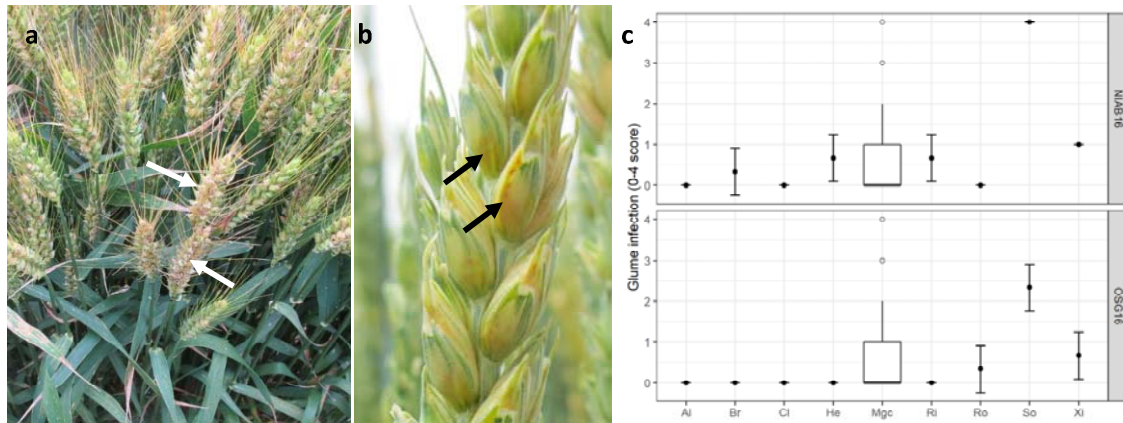 a
b
c
Glume infection (0-4 score)
4
3
2
1
0
NIAB16
4
3
2
1
0
OSG16
Al Br Cl He Mgc Ri Ro So Xi